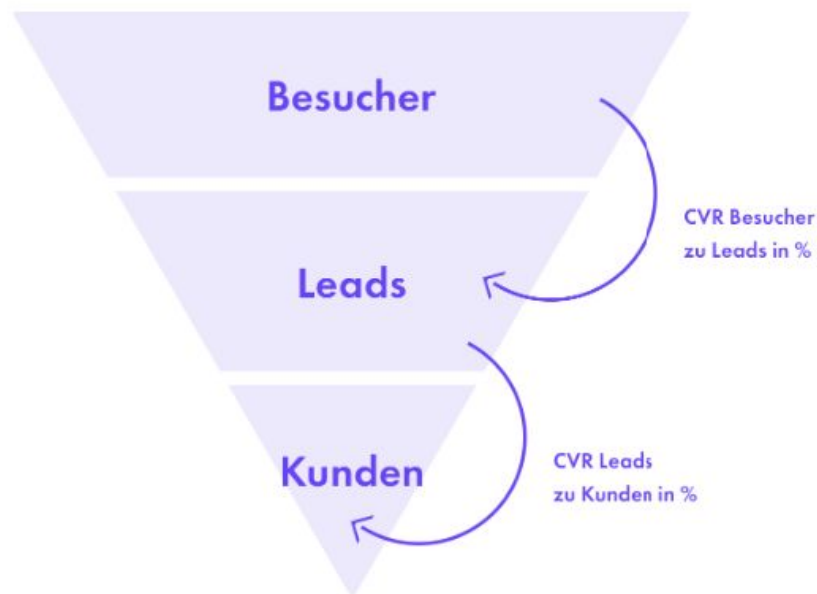 Besucher
CVR Besucher
zu Leads in %
Leads
CVR Leads
zu Kunden in %
Kunden